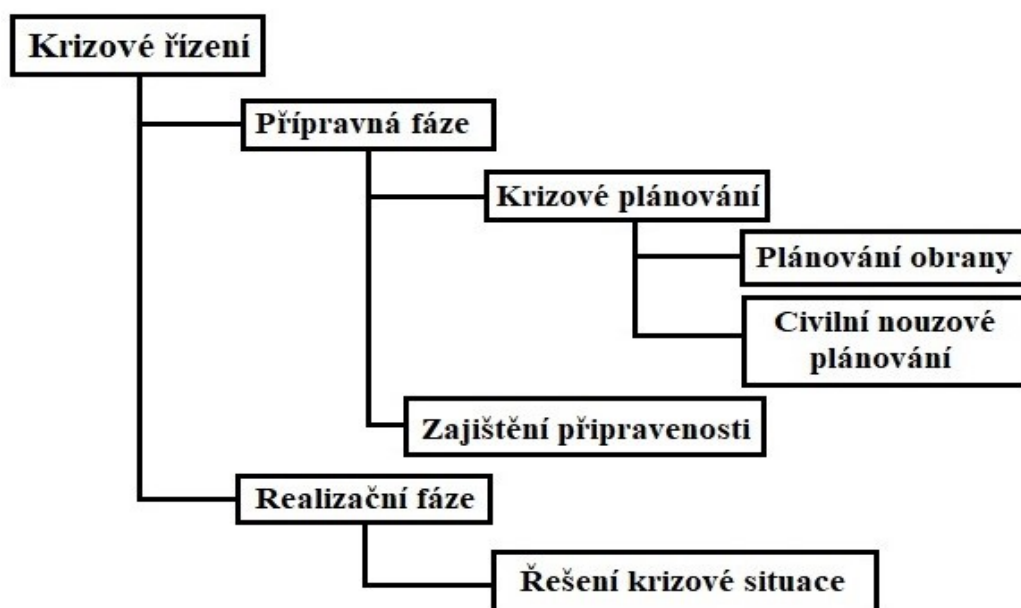 Krizové řízení
Přípravná fáze
Krizové plánování
Plánování obrany
Civilní nouzové
plánování
Zajištění připravenosti
Realizační fáze
Řešení krizové situace